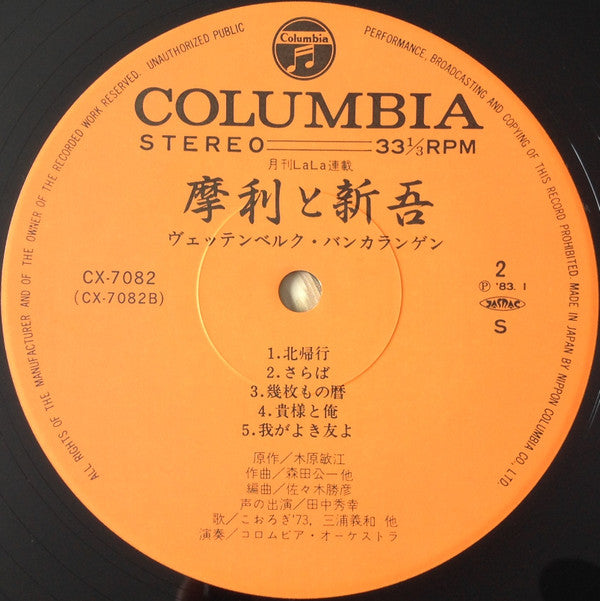 Columbia
ALL RIGHTS OF THE MANUFACTURER AND OF THE OWNER OF THE RECORDED WORK RESERVED. UNAUTHORIZED PUBLIC PERFORMANCE, BROADCASTING AND COPYING OF THIS RECORD PROHIBITED. MADE IN JAPAN BY NIPPON COLUMBIA CO., LTD.
COLUMBIA
STEREO 33 1/3 RPM
月刊LaLa連載
摩利と新吾
ヴェッテンベルク・バンカランゲン
CX-7082
(CX-7082B)
2
Ⓟ '83. 1
JASRAC
S
1.北帰行
2.さらば
3.幾枚もの暦
4.貴様と俺
5.我がよき友よ
原作／木原敏江
作曲／森田公一他
編曲／佐々木勝彦
声の出演／田中秀幸
歌／こおろぎ'73, 三浦義和 他
演奏／コロムビア・オーケストラ